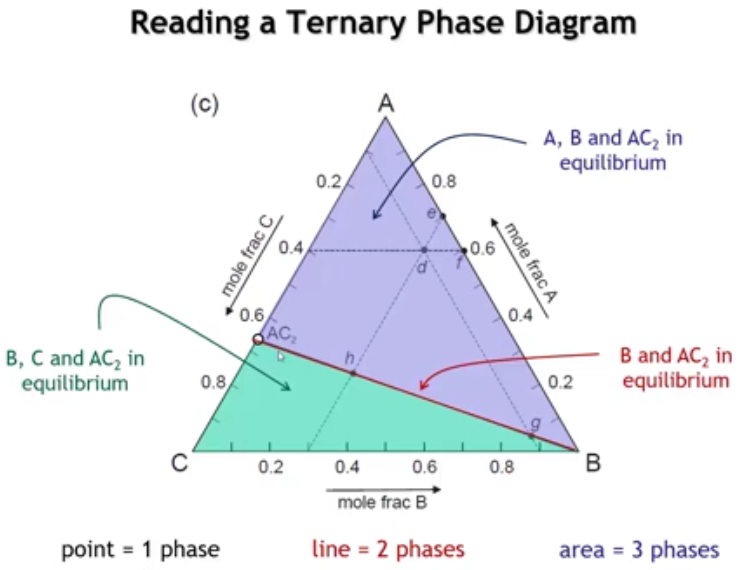 Reading a Ternary Phase Diagram
(c)
A
A, B and AC₂ in
equilibrium
0.2
0.8
e
mole frac C
0.4
d
f
0.6
mole frac A
0.6
AC₂
0.4
B, C and AC₂ in
equilibrium
h
B and AC₂ in
equilibrium
0.8
0.2
g
C
B
0.2
0.4
0.6
0.8
mole frac B
point = 1 phase
line = 2 phases
area = 3 phases